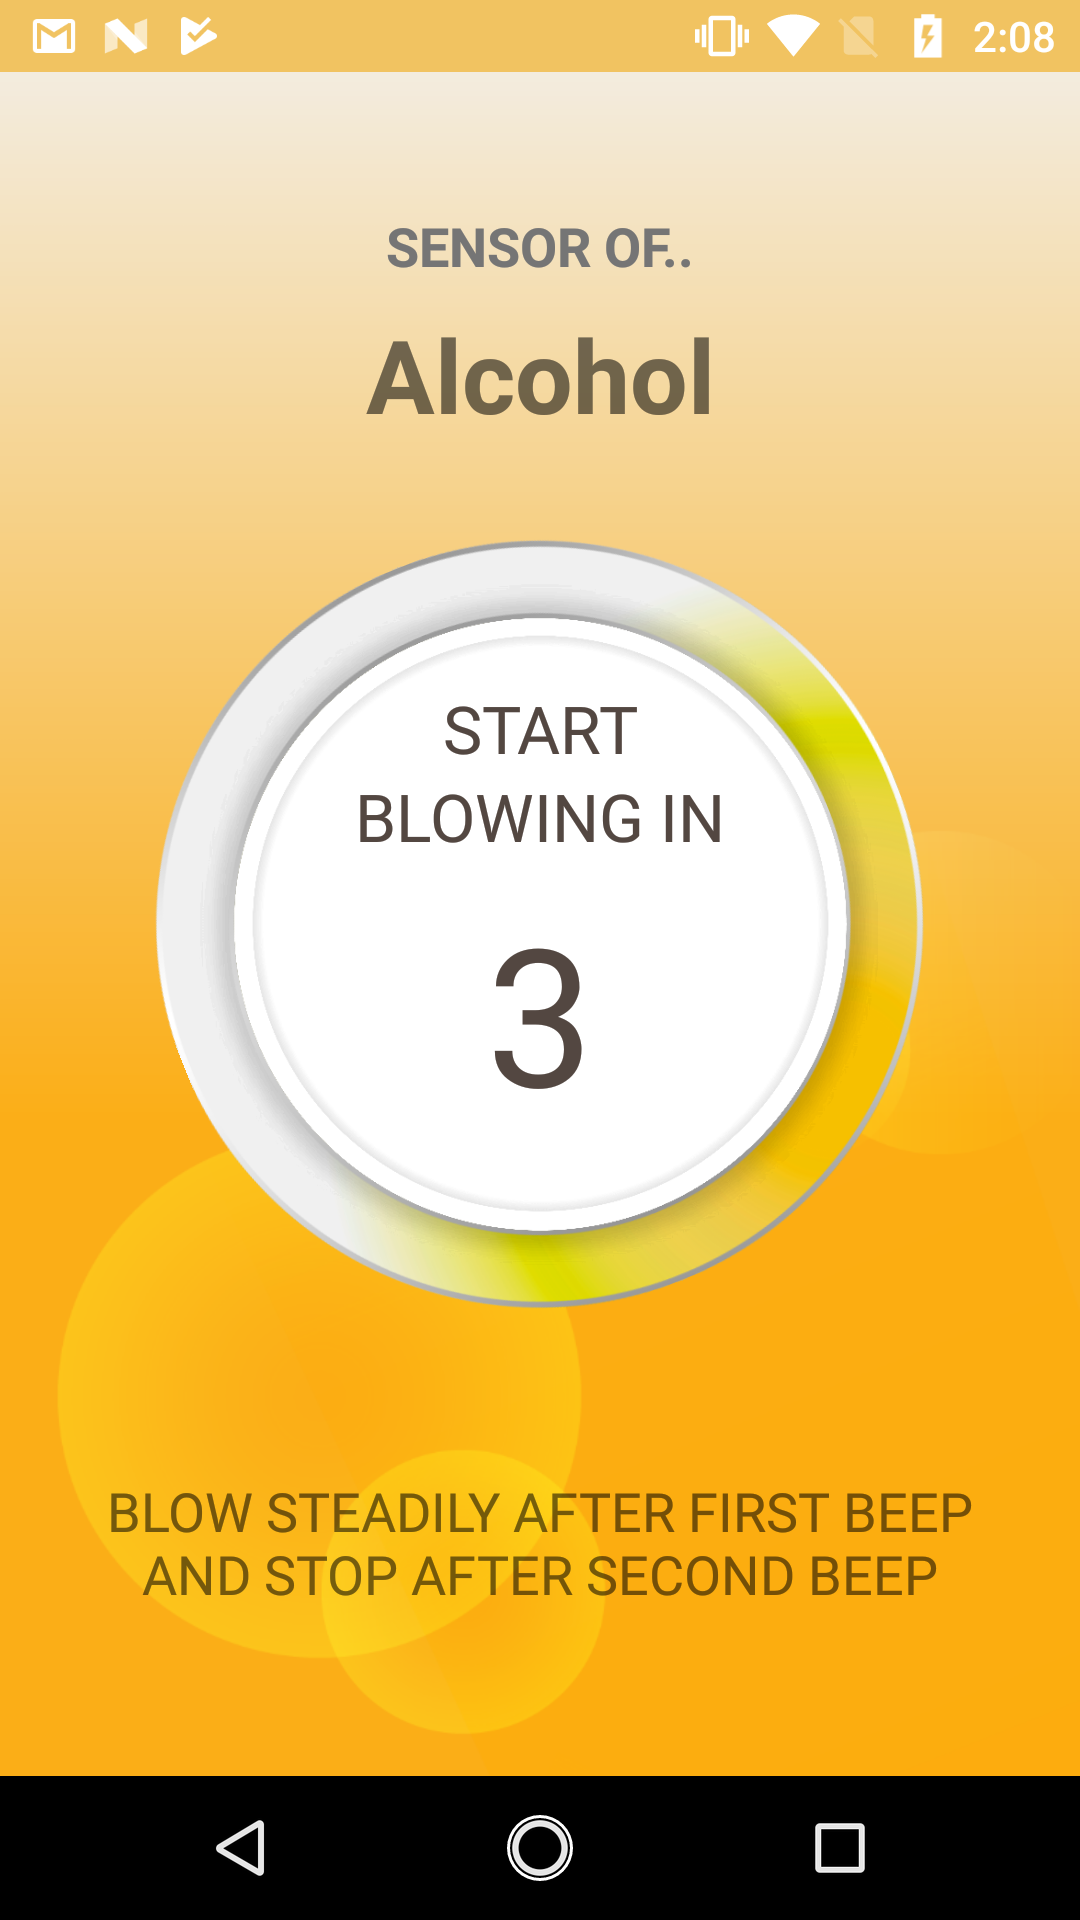 2:08
SENSOR OF..
Alcohol
START
BLOWING IN
3
BLOW STEADILY AFTER FIRST BEEP
AND STOP AFTER SECOND BEEP